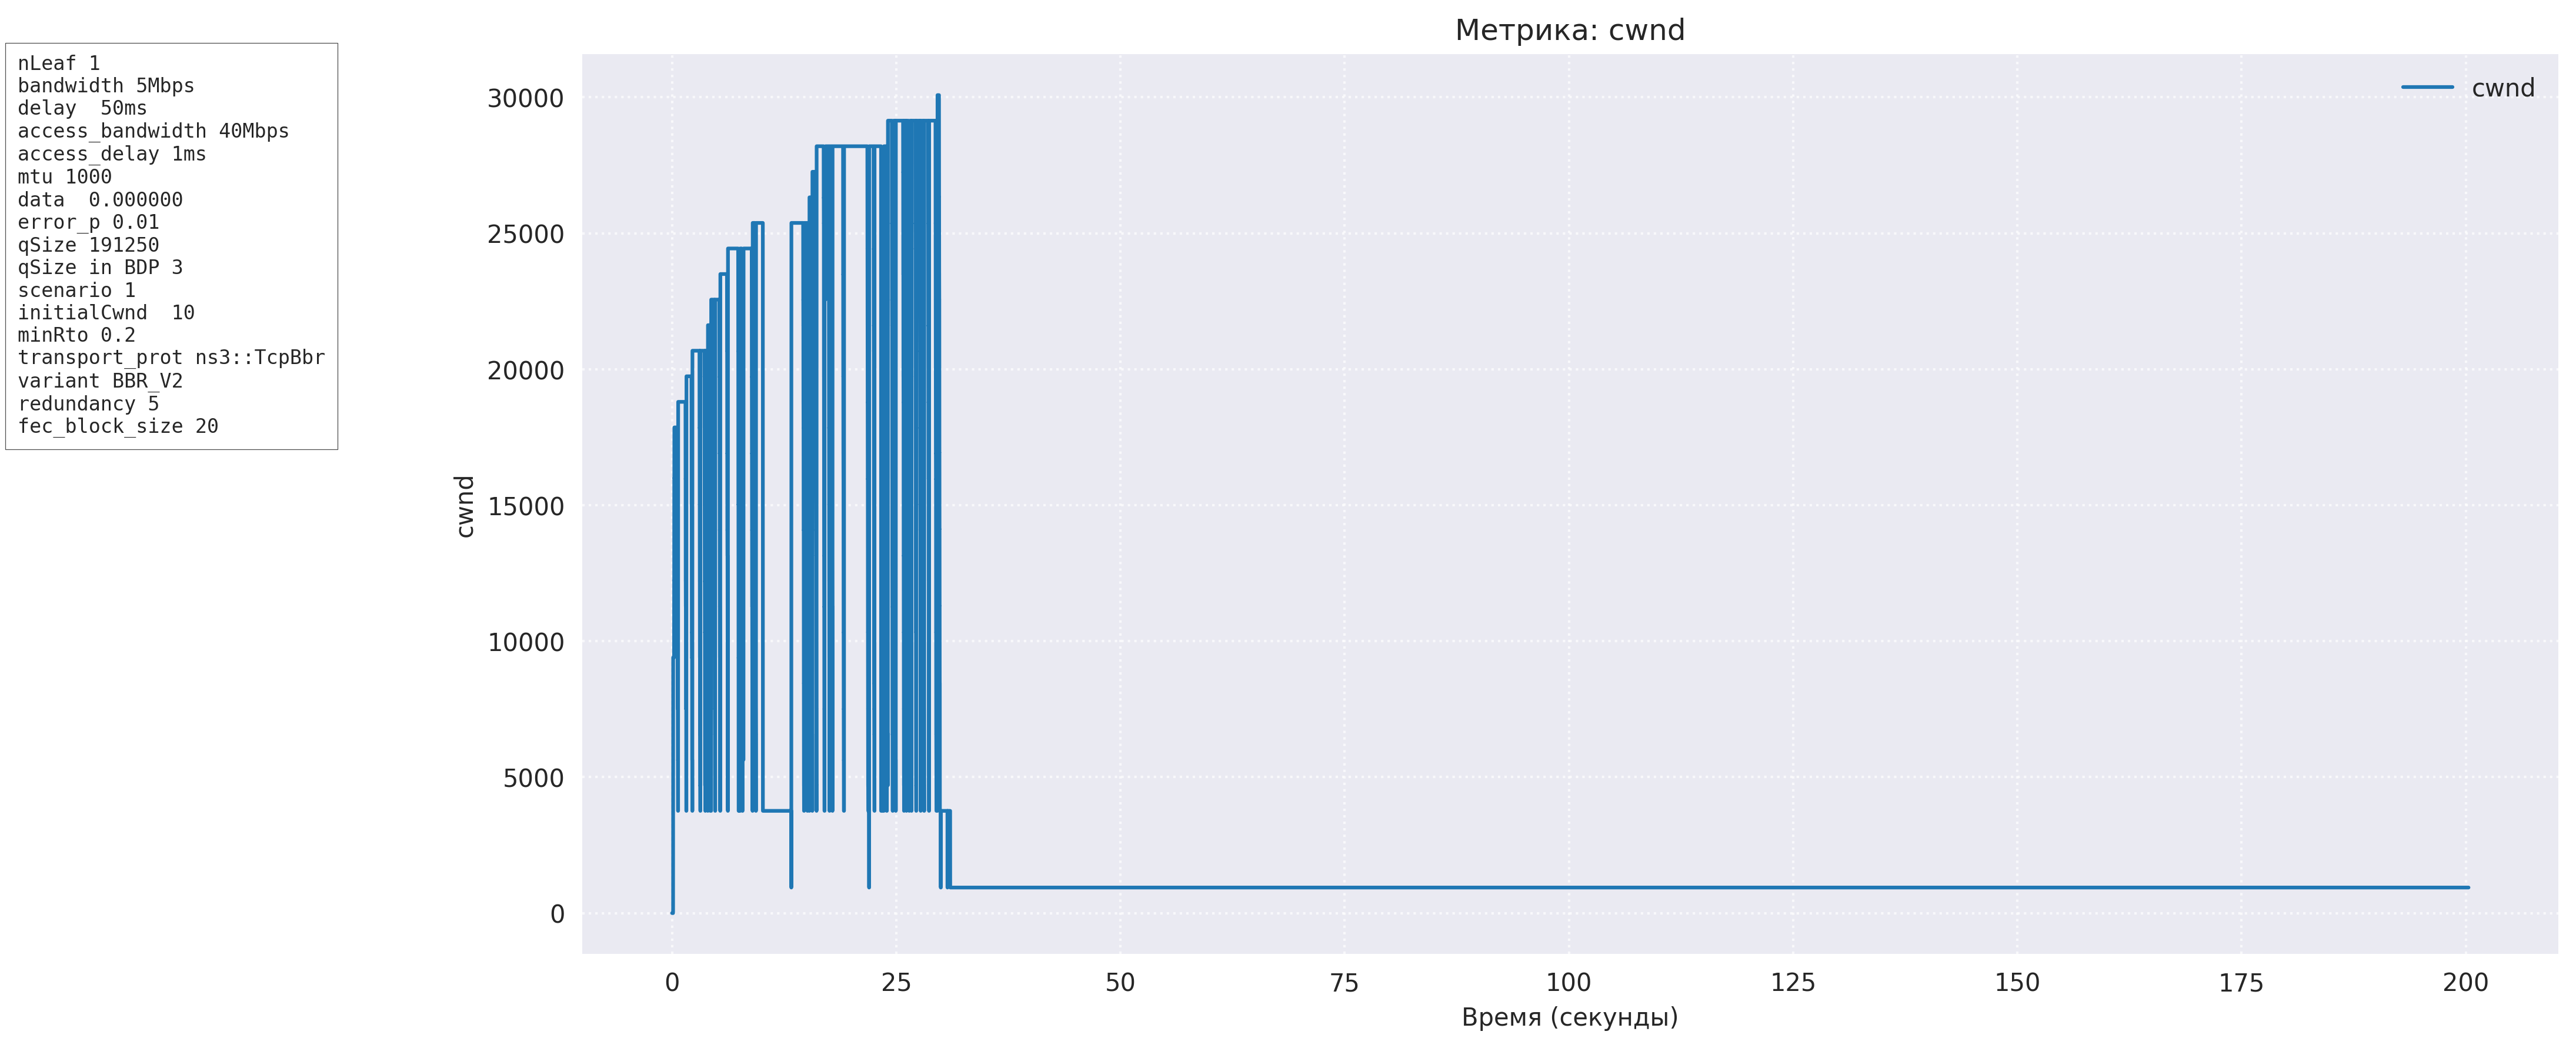 Метрика: cwnd
nLeaf 1
bandwidth 5Mbps
delay  50ms
access_bandwidth 40Mbps
access_delay 1ms
mtu 1000
data  0.000000
error_p 0.01
qSize 191250
qSize in BDP 3
scenario 1
initialCwnd  10
minRto 0.2
transport_prot ns3::TcpBbr
variant BBR_V2
redundancy 5
fec_block_size 20
cwnd
30000
25000
20000
15000
10000
5000
0
cwnd
0 25 50 75 100 125 150 175 200
Время (секунды)